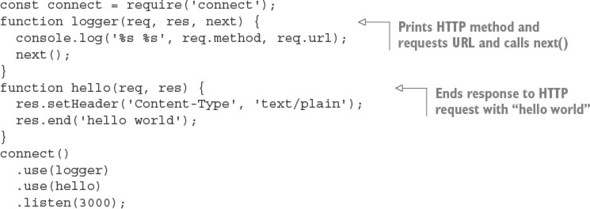 const connect = require('connect');
function logger(req, res, next) {
  console.log('%s %s', req.method, req.url);
  next();
}
Prints HTTP method and
requests URL and calls next()
function hello(req, res) {
  res.setHeader('Content-Type', 'text/plain');
  res.end('hello world');
}
Ends response to HTTP
request with “hello world”
connect()
  .use(logger)
  .use(hello)
  .listen(3000);